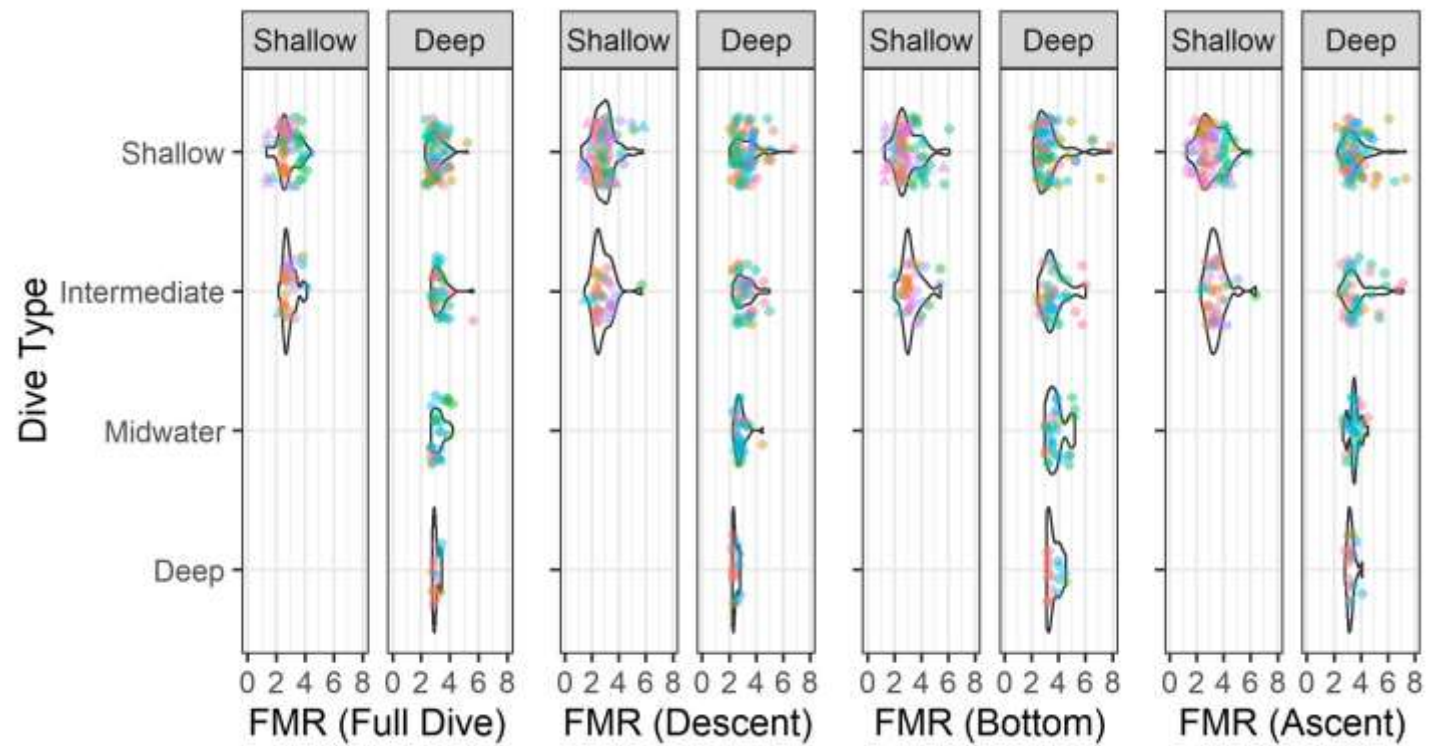 Shallow Deep Shallow Deep Shallow Deep Shallow Deep
Dive Type
Shallow
Intermediate
Midwater
Deep
0 2 4 6 8 0 2 4 6 8 0 2 4 6 8 0 2 4 6 8 0 2 4 6 8 0 2 4 6 8 0 2 4 6 8 0 2 4 6 8
FMR (Full Dive) FMR (Descent) FMR (Bottom) FMR (Ascent)